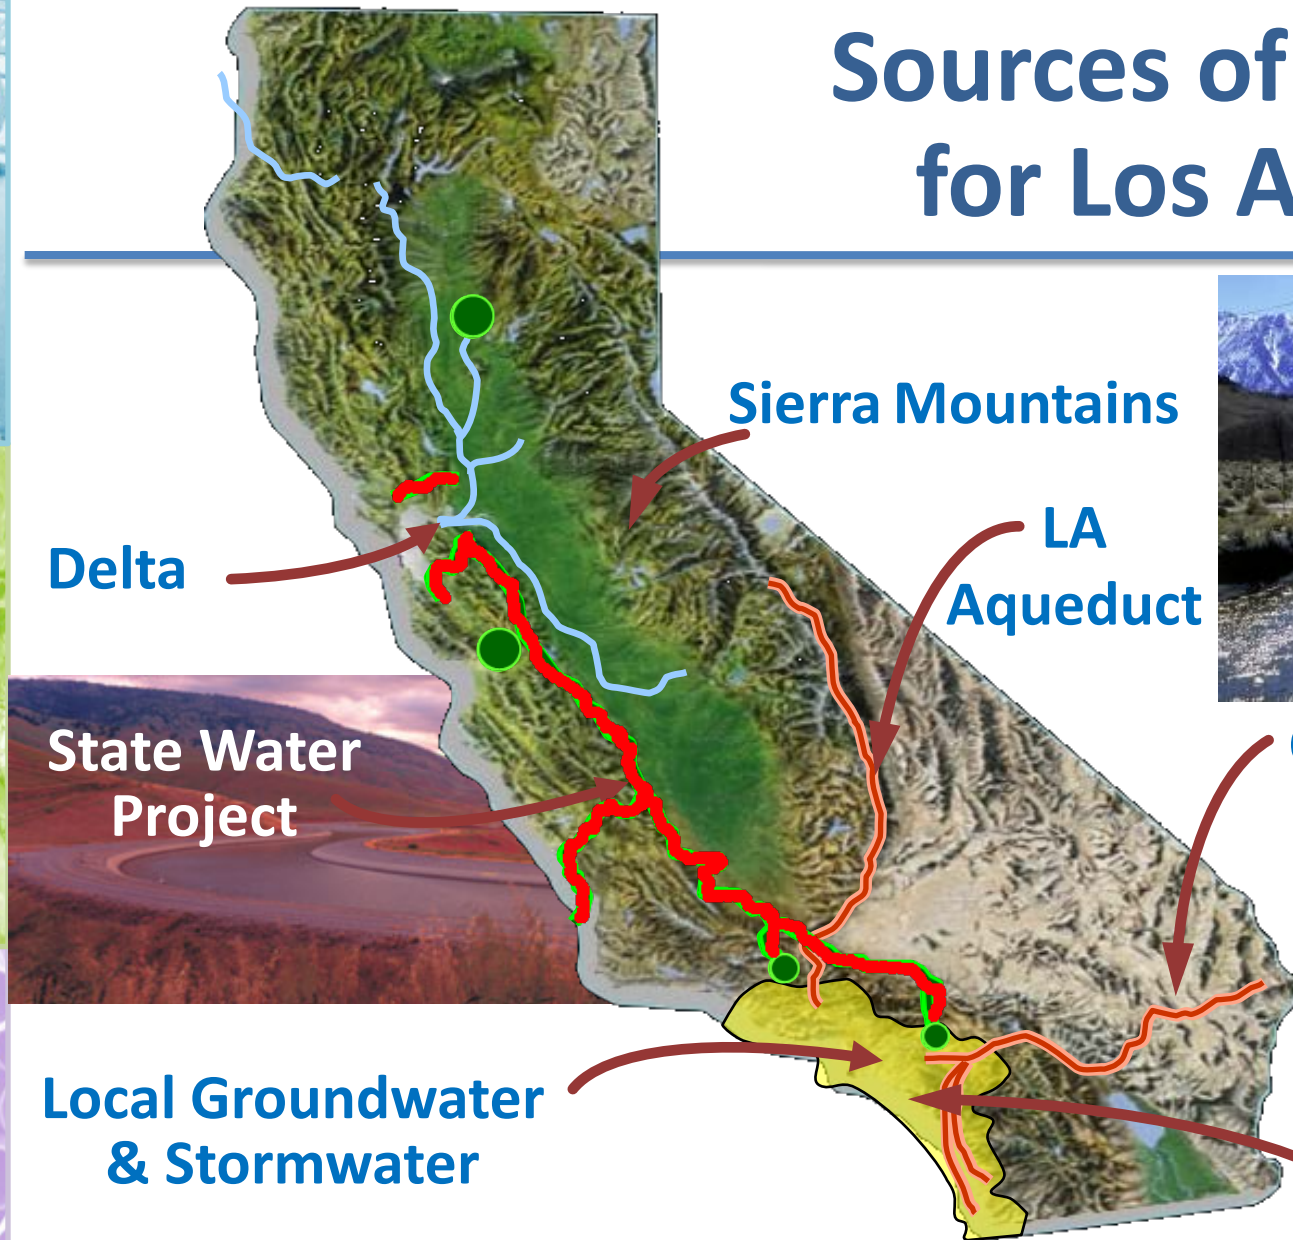 Sources of
for Los A
Sierra Mountains
LA
Aqueduct
Delta
State Water
Project
Local Groundwater
& Stormwater